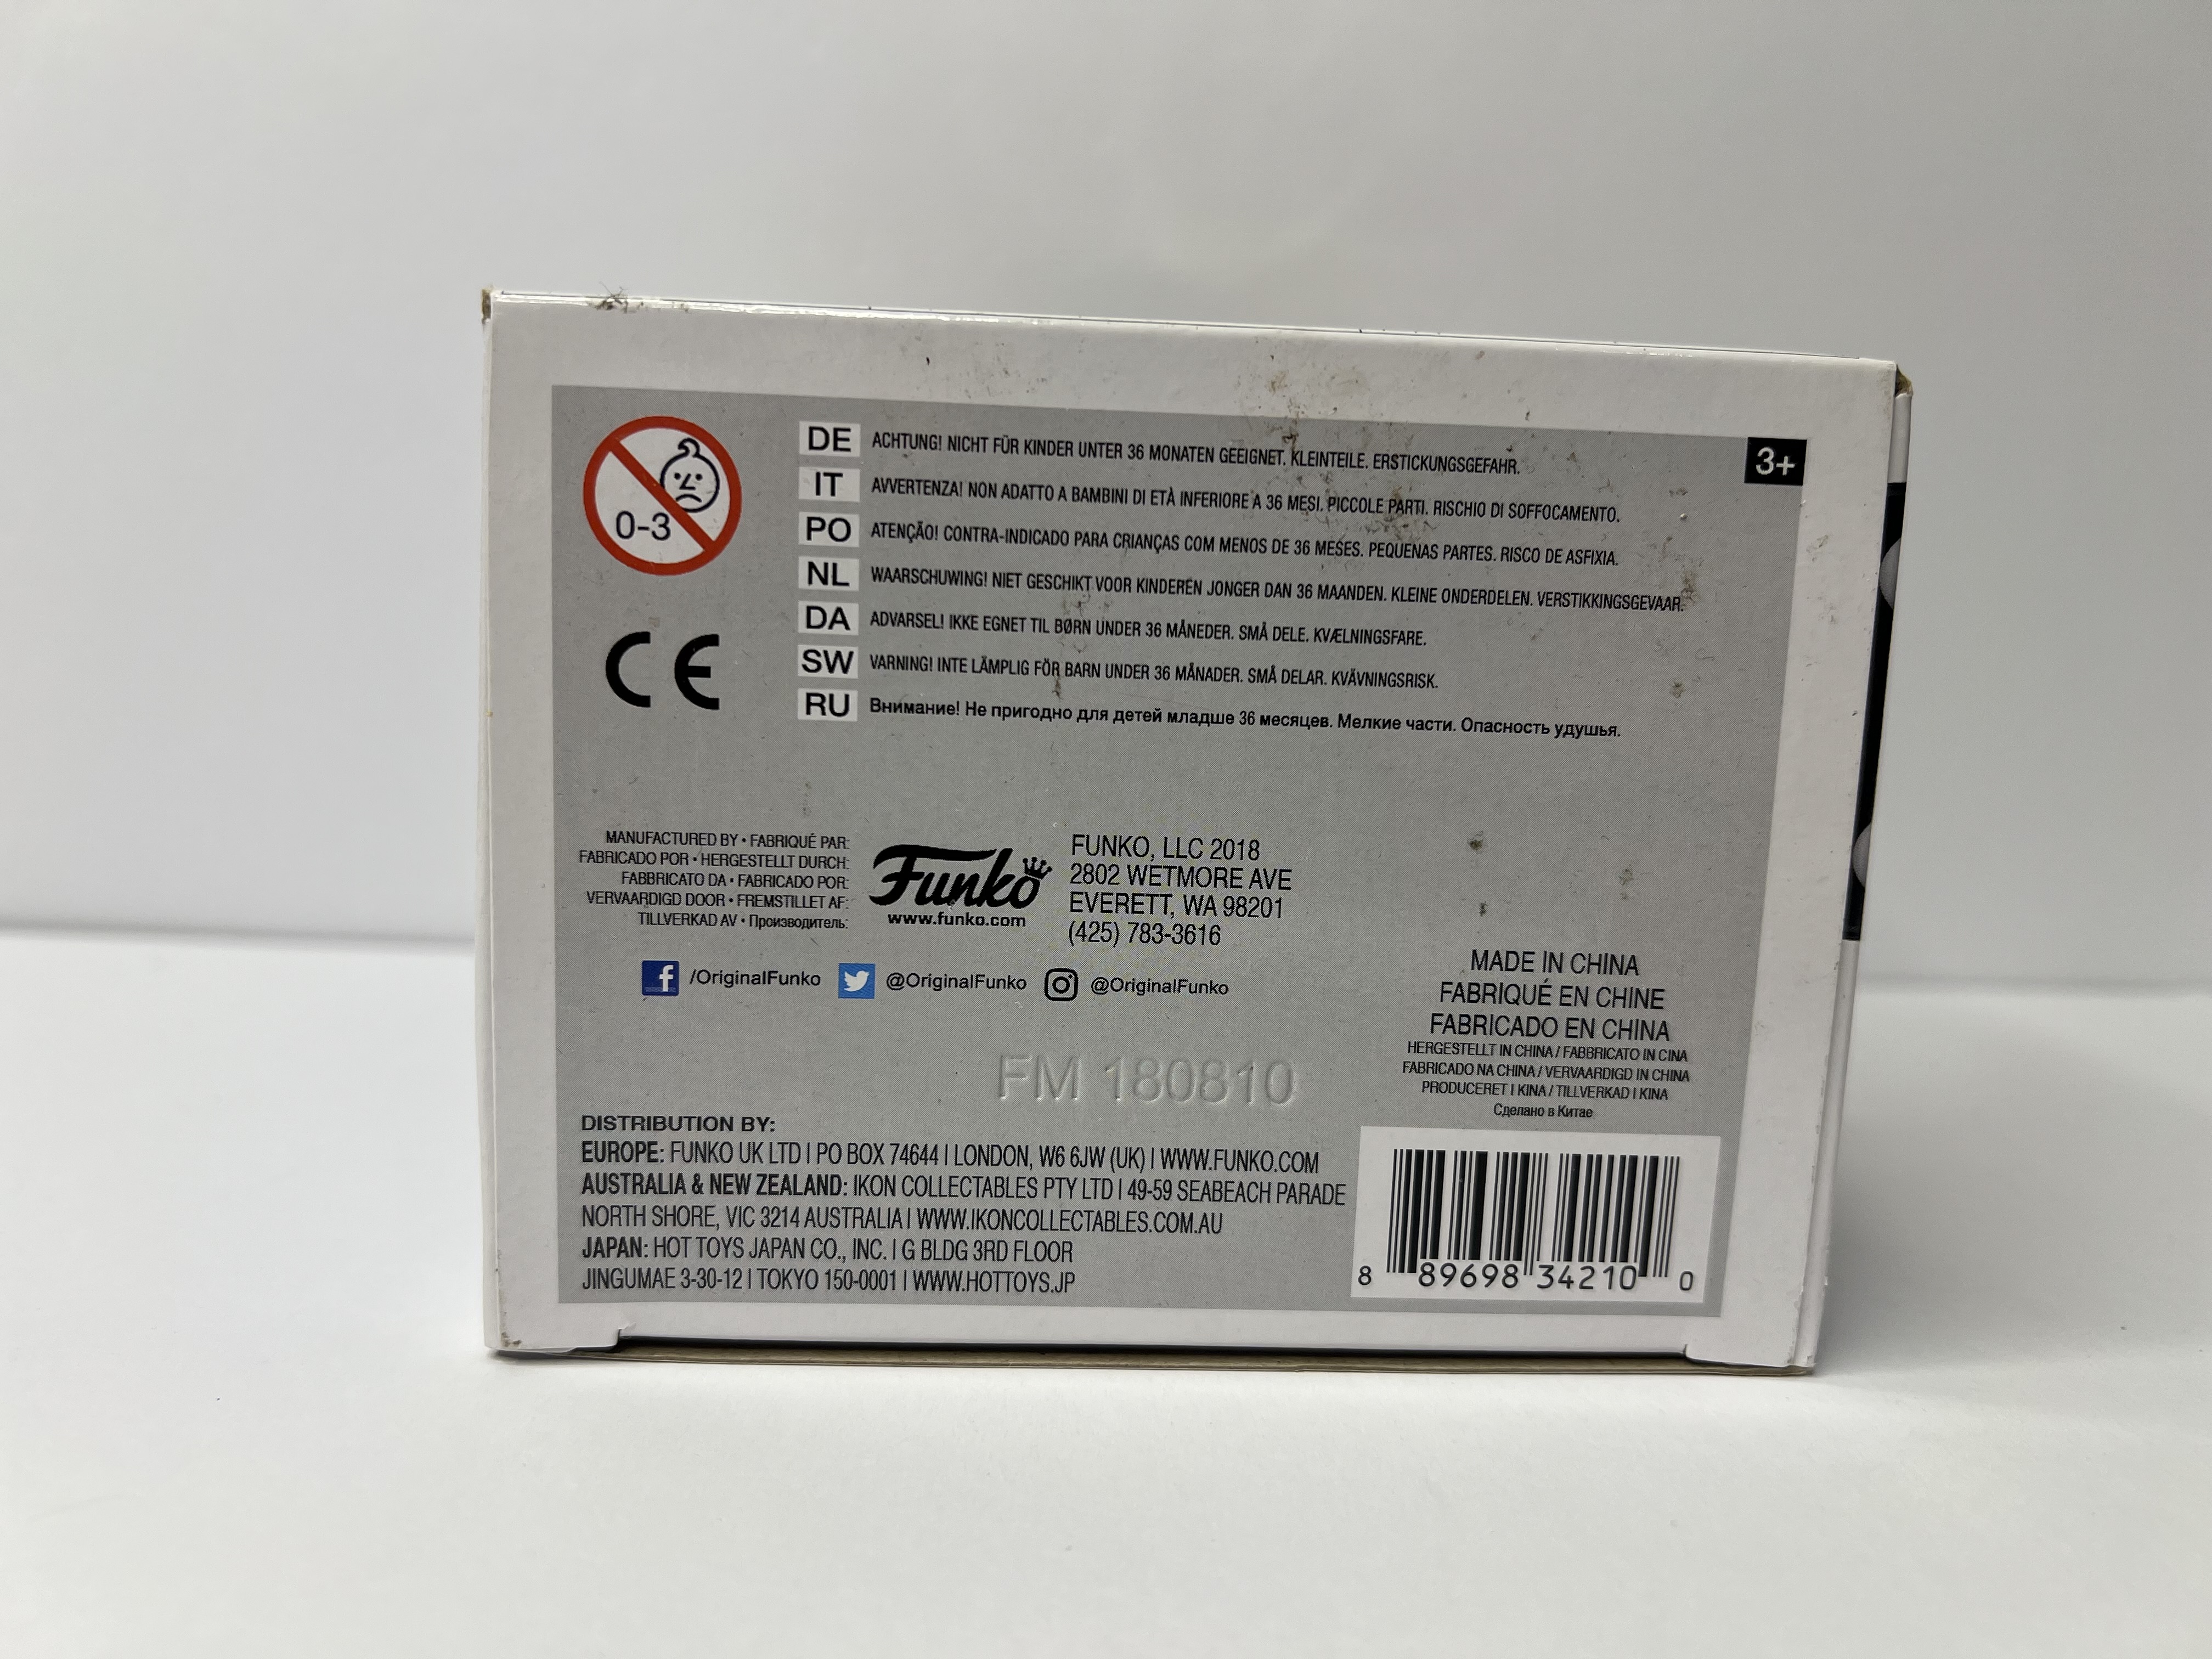 0-3
CE
DE ACHTUNG! NICHT FÜR KINDER UNTER 36 MONATEN GEEIGNET. KLEINTEILE. ERSTICKUNGSGEFAHR.
IT AVVERTENZA! NON ADATTO A BAMBINI DI ETÀ INFERIORE A 36 MESI. PICCOLE PARTI. RISCHIO DI SOFFOCAMENTO.
PO ATENÇÃO! CONTRA-INDICADO PARA CRIANÇAS COM MENOS DE 36 MESES. PEQUENAS PARTES. RISCO DE ASFIXIA.
NL WAARSCHUWING! NIET GESCHIKT VOOR KINDEREN JONGER DAN 36 MAANDEN. KLEINE ONDERDELEN. VERSTIKKINGSGEVAAR.
DA ADVARSEL! IKKE EGNET TIL BØRN UNDER 36 MÅNEDER. SMÅ DELE. KVÆLNINGSFARE.
SW VARNING! INTE LÄMPLIG FÖR BARN UNDER 36 MÅNADER. SMÅ DELAR. KVÄVNINGSRISK.
RU Внимание! Не пригодно для детей младше 36 месяцев. Мелкие части. Опасность удушья.
3+
MANUFACTURED BY • FABRIQUÉ PAR:
FABRICADO POR • HERGESTELLT DURCH:
FABBRICATO DA • FABRICADO POR:
VERVAARDIGD DOOR • FREMSTILLET AF:
TILLVERKAD AV • Производитель:
Funko
www.funko.com
FUNKO, LLC 2018
2802 WETMORE AVE
EVERETT, WA 98201
(425) 783-3616
/OriginalFunko @OriginalFunko @OriginalFunko
MADE IN CHINA
FABRIQUÉ EN CHINE
FABRICADO EN CHINA
HERGESTELLT IN CHINA / FABBRICATO IN CINA
FABRICADO NA CHINA / VERVAARDIGD IN CHINA
PRODUCERET I KINA / TILLVERKAD I KINA
Сделано в Китае
FM 180810
DISTRIBUTION BY:
EUROPE: FUNKO UK LTD | PO BOX 74644 | LONDON, W6 6JW (UK) | WWW.FUNKO.COM
AUSTRALIA & NEW ZEALAND: IKON COLLECTABLES PTY LTD | 49-59 SEABEACH PARADE
NORTH SHORE, VIC 3214 AUSTRALIA | WWW.IKONCOLLECTABLES.COM.AU
JAPAN: HOT TOYS JAPAN CO., INC. | G BLDG 3RD FLOOR
JINGUMAE 3-30-12 | TOKYO 150-0001 | WWW.HOTTOYS.JP
8 89698 34210 0